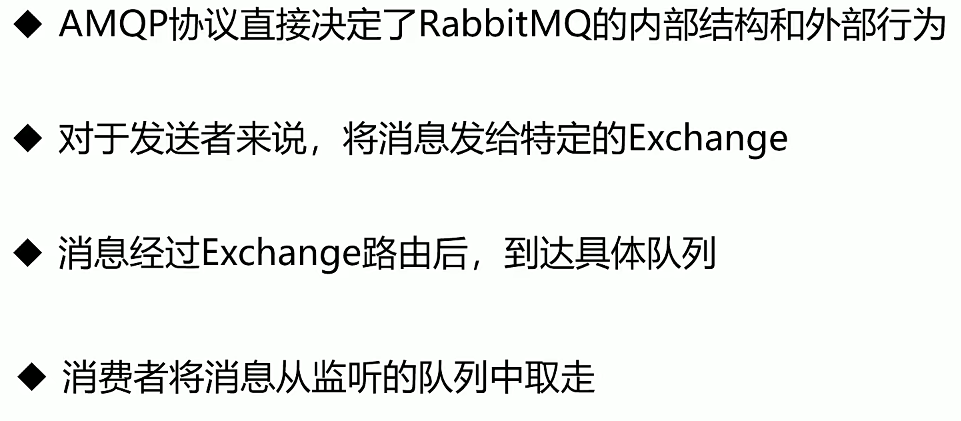 ◆ AMQP协议直接决定了RabbitMQ的内部结构和外部行为
◆ 对于发送者来说，将消息发给特定的Exchange
◆ 消息经过Exchange路由后，到达具体队列
◆ 消费者将消息从监听的队列中取走